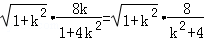 √(1+k²) * 8k/(1+4k²) = √(1+k²) * 8/(k²+4)